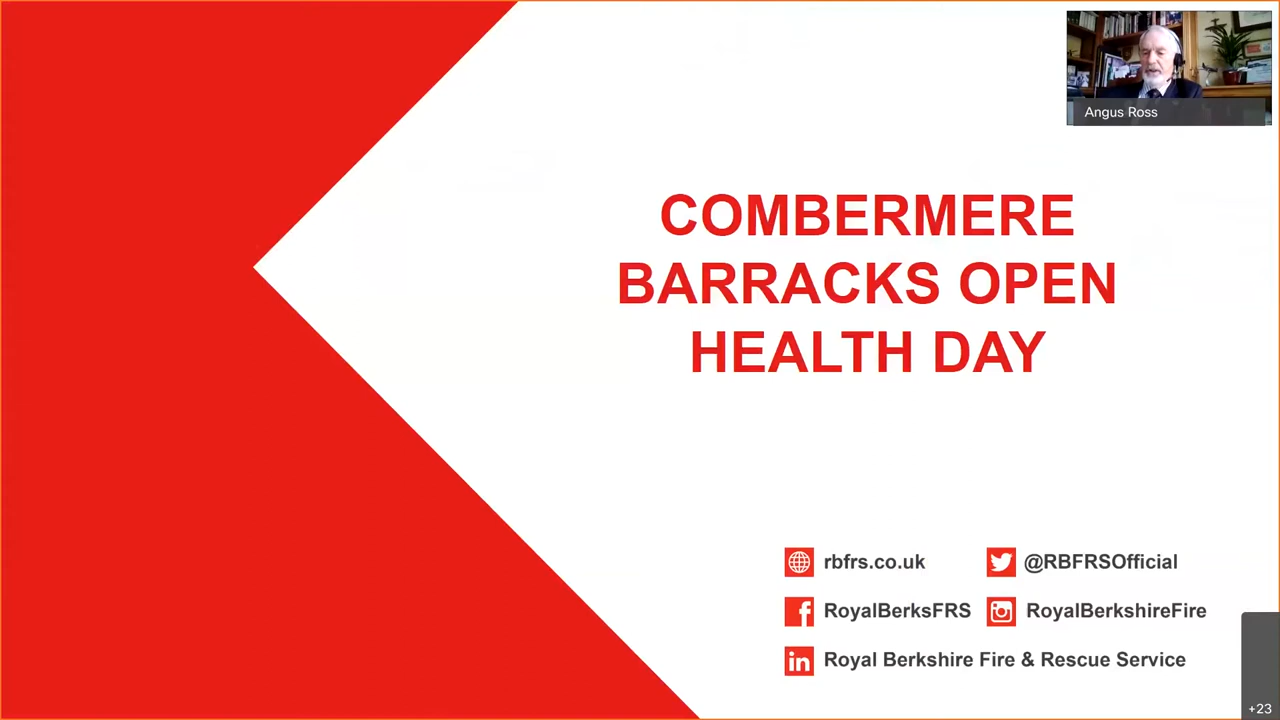 Angus Ross
COMBERMERE
BARRACKS OPEN
HEALTH DAY
rbfrs.co.uk
@RBFRSOfficial
RoyalBerksFRS
RoyalBerkshireFire
Royal Berkshire Fire & Rescue Service
+23